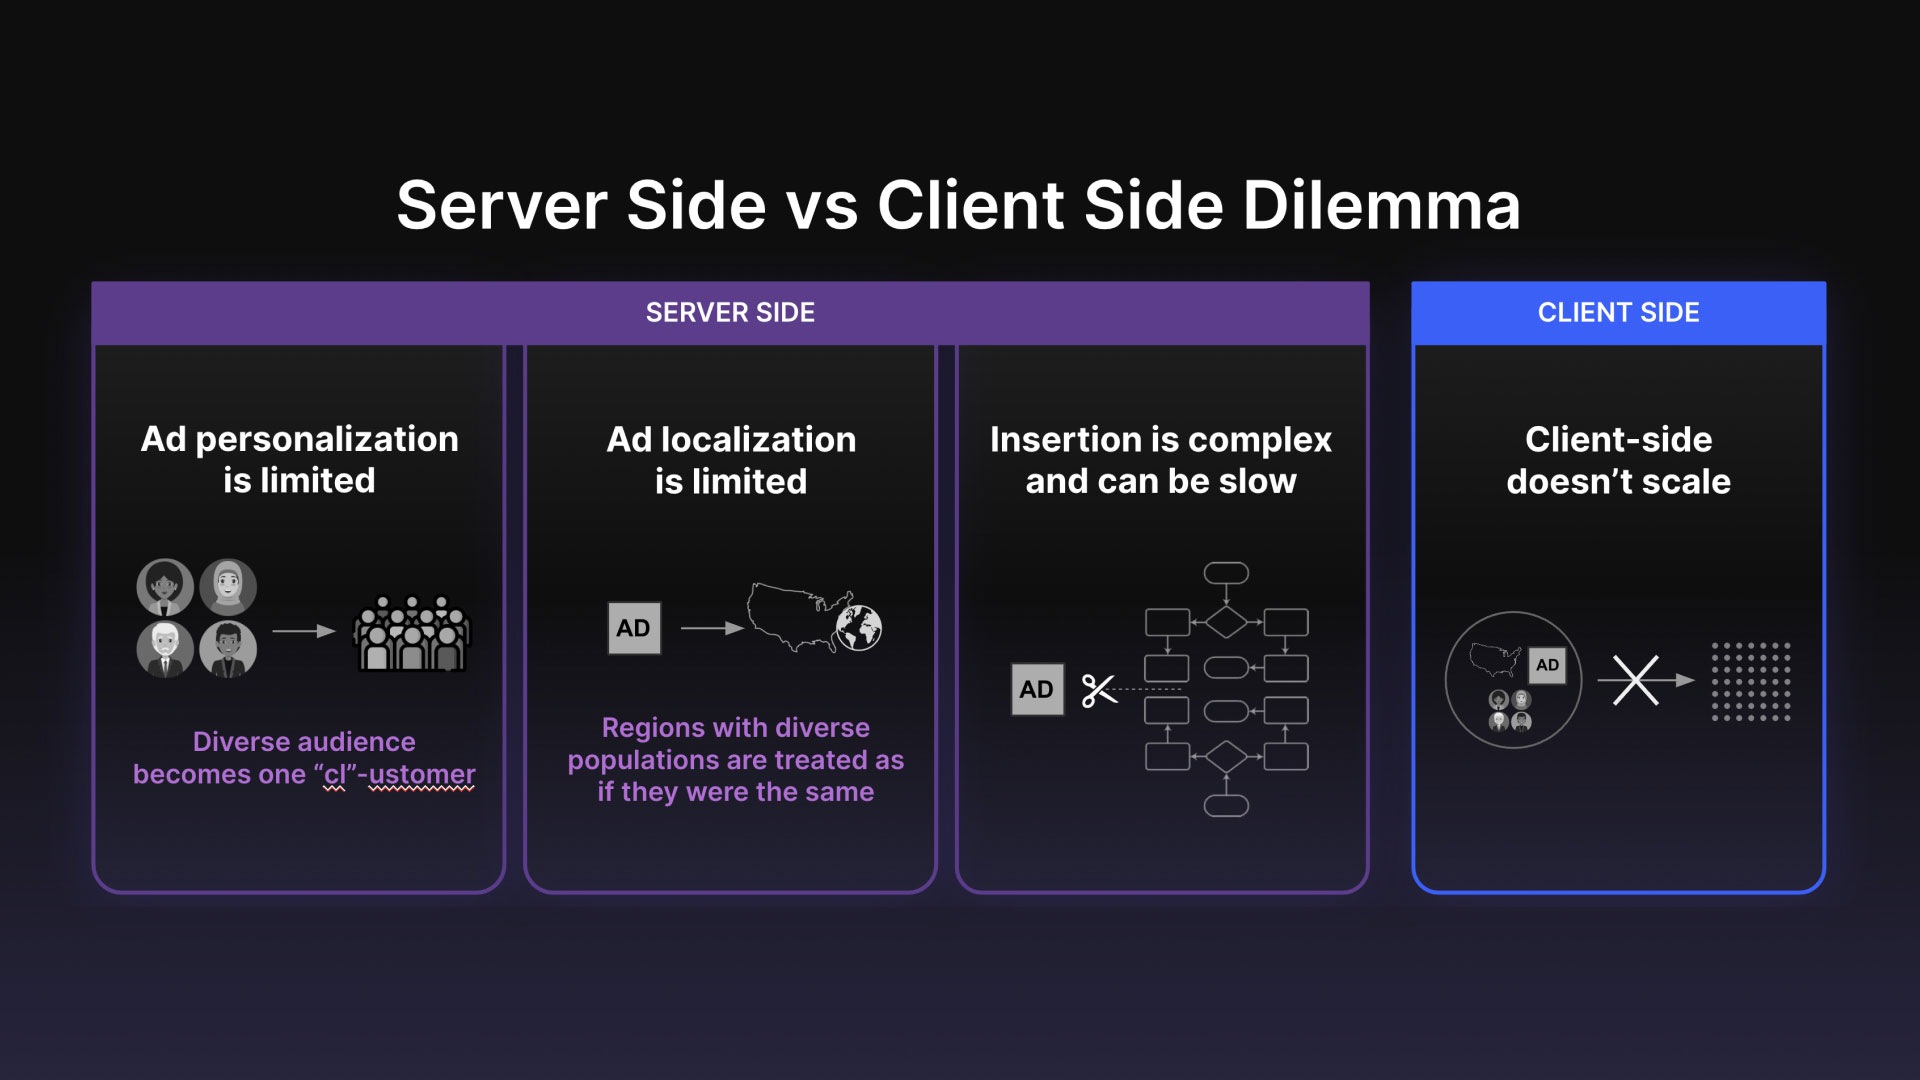 Server Side vs Client Side Dilemma
SERVER SIDE
CLIENT SIDE
Ad personalization
is limited
Diverse audience
becomes one “cl”-ustomer
Ad localization
is limited
AD
Regions with diverse
populations are treated as
if they were the same
Insertion is complex
and can be slow
AD
Client-side
doesn’t scale
AD